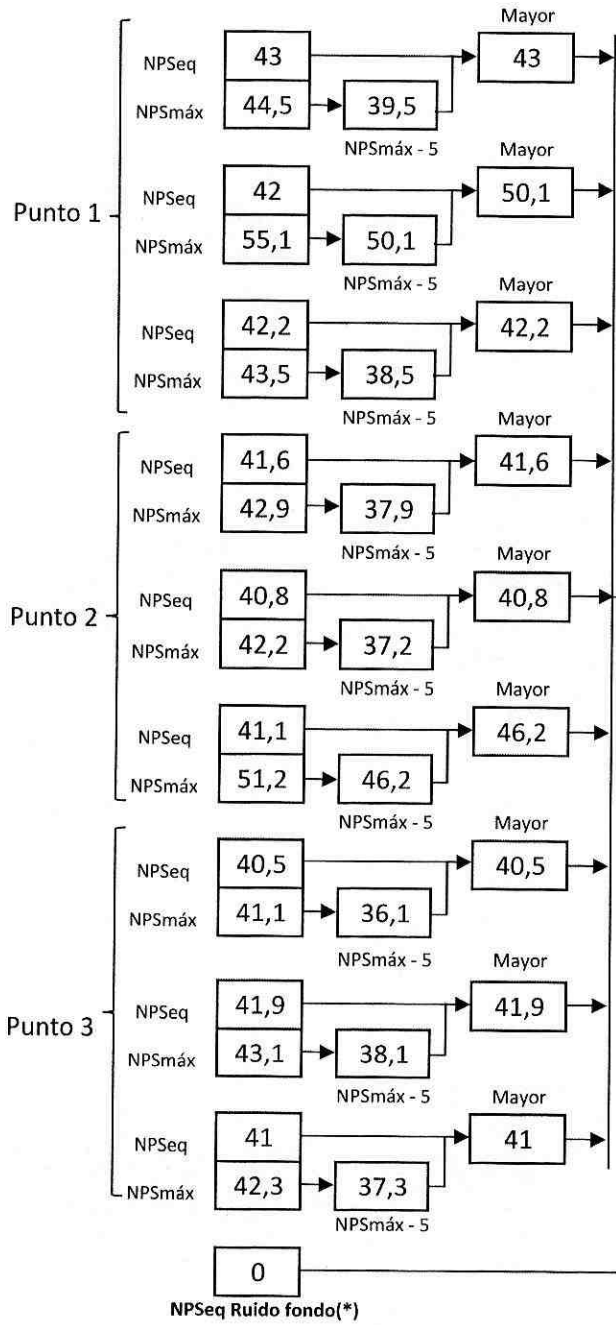 Mayor
NPSeq 43 43
NPSmáx 44,5 39,5
NPSmáx - 5
Mayor
Punto 1
NPSeq 42 50,1
NPSmáx 55,1 50,1
NPSmáx - 5
Mayor
NPSeq 42,2 42,2
NPSmáx 43,5 38,5
NPSmáx - 5
Mayor
NPSeq 41,6 41,6
NPSmáx 42,9 37,9
NPSmáx - 5
Mayor
Punto 2
NPSeq 40,8 40,8
NPSmáx 42,2 37,2
NPSmáx - 5
Mayor
NPSeq 41,1 46,2
NPSmáx 51,2 46,2
NPSmáx - 5
Mayor
NPSeq 40,5 40,5
NPSmáx 41,1 36,1
NPSmáx - 5
Mayor
Punto 3
NPSeq 41,9 41,9
NPSmáx 43,1 38,1
NPSmáx - 5
Mayor
NPSeq 41 41
NPSmáx 42,3 37,3
NPSmáx - 5
0
NPSeq Ruido fondo(*)